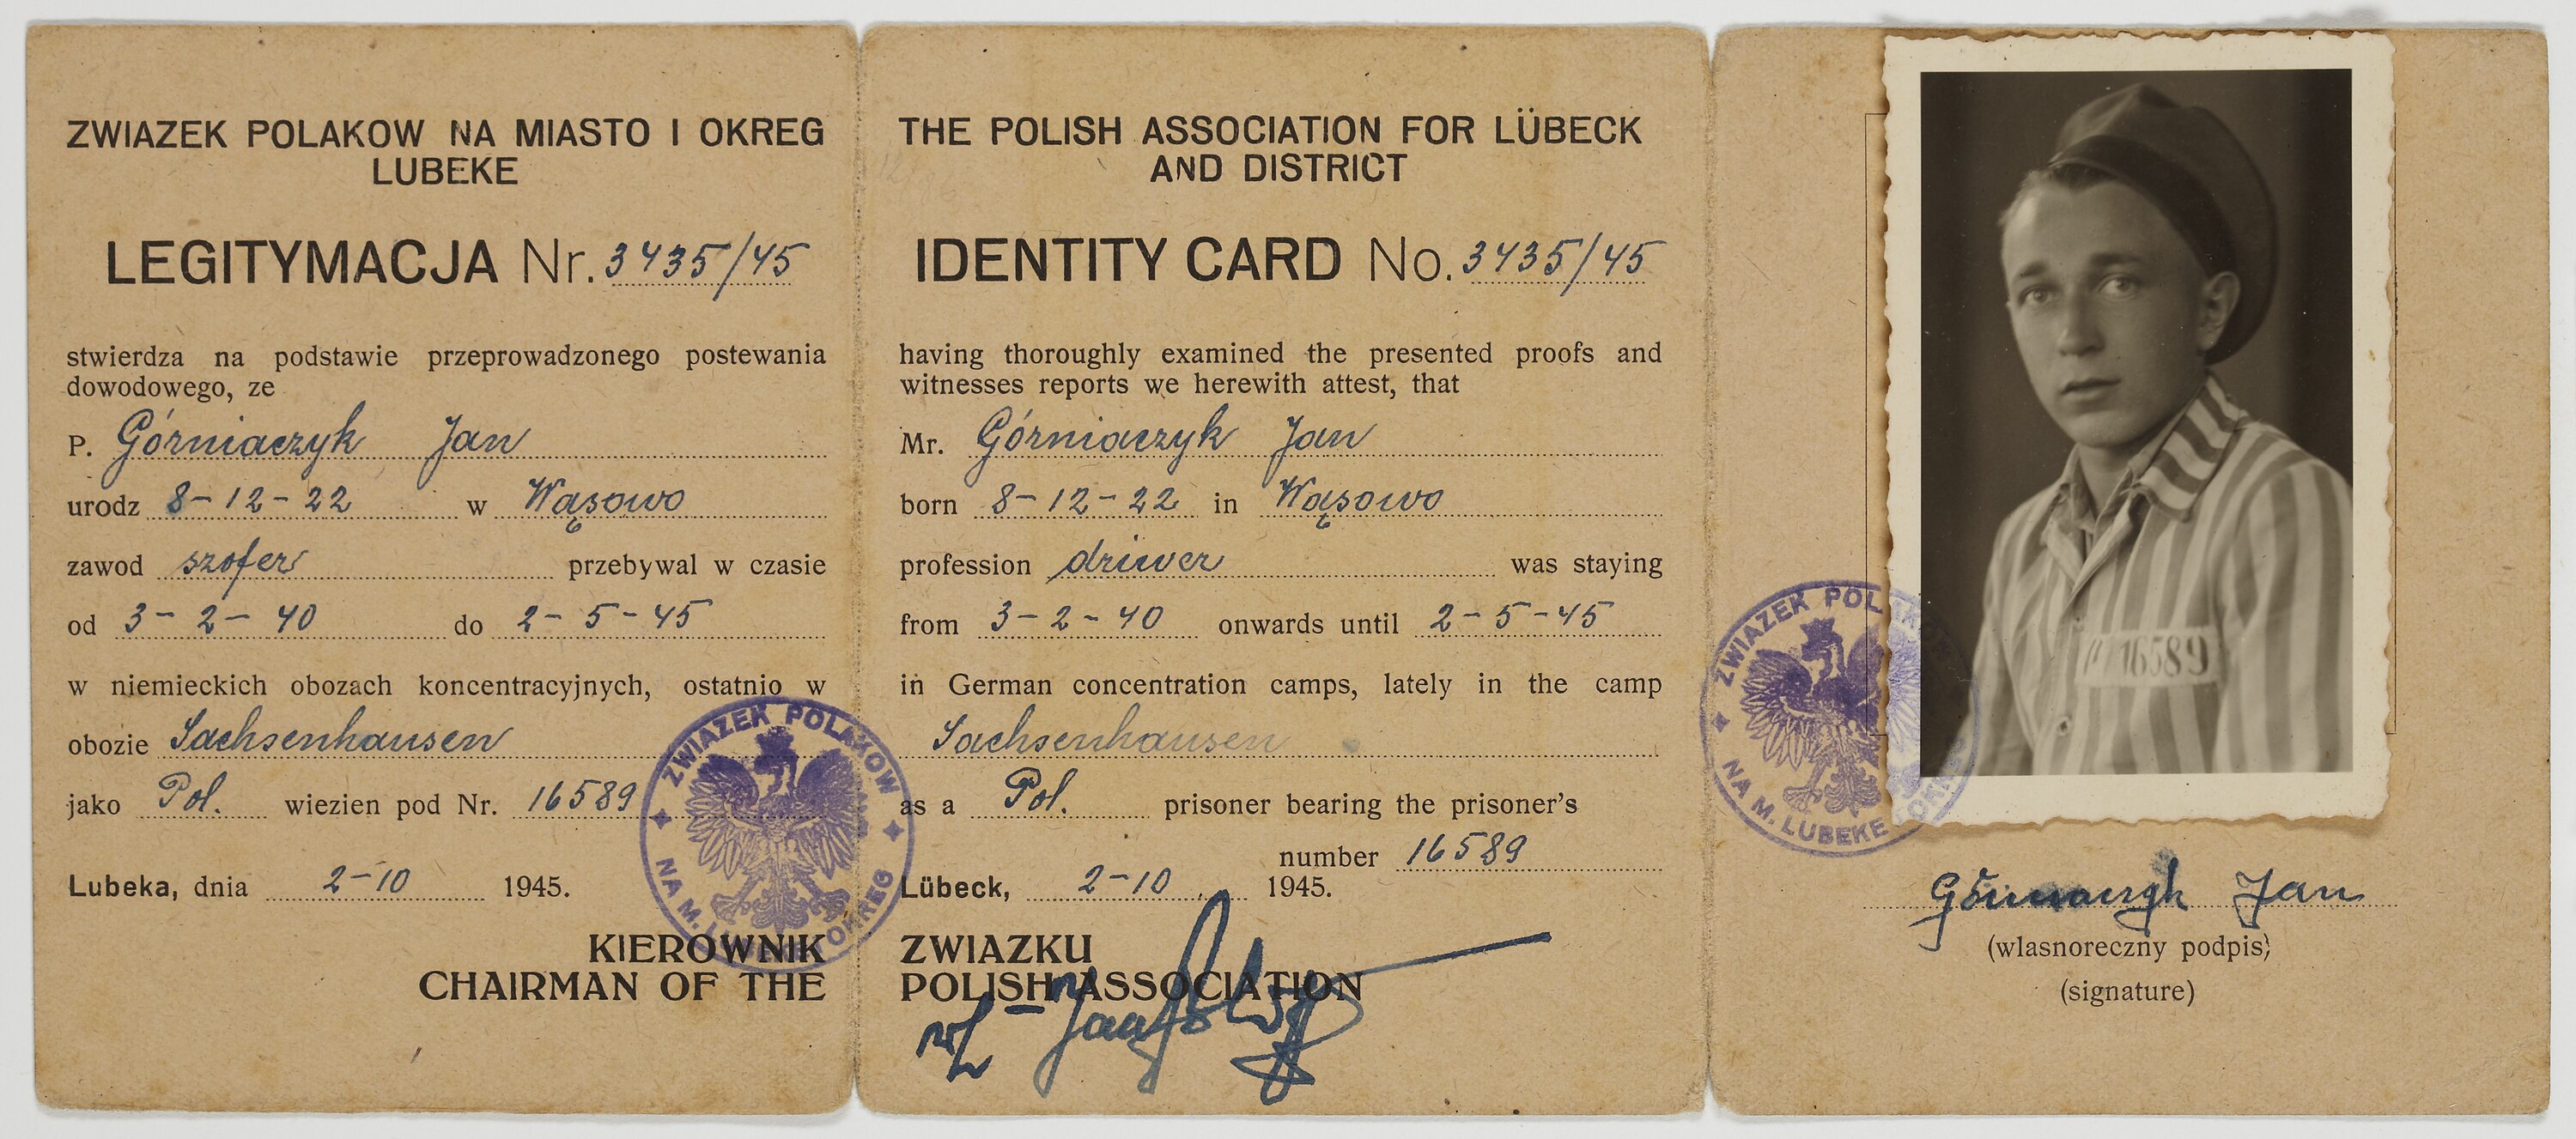 ZWIAZEK POLAKOW NA MIASTO I OKREG
LUBEKE
LEGITYMACJA Nr. 3435/45
stwierdza na podstawie przeprowadzonego postewania
dowodowego, ze
P. Górniaczyk Jan
urodz 8-12-22 w Wąsowo
zawod szofer przebywal w czasie
od 3-2-40 do 2-5-45
w niemieckich obozach koncentracyjnych, ostatnio w
obozie Sachsenhausen
jako Pol. wiezien pod Nr. 16589
Lubeka, dnia 2-10 1945.
KIEROWNIK
CHAIRMAN OF THE
ZWIAZEK POLAKOW
NA M. LUBEKE I OKREG
THE POLISH ASSOCIATION FOR LÜBECK
AND DISTRICT
IDENTITY CARD No. 3435/45
having thoroughly examined the presented proofs and
witnesses reports we herewith attest, that
Mr. Górniaczyk Jan
born 8-12-22 in Wąsowo
profession driwer was staying
from 3-2-40 onwards until 2-5-45
in German concentration camps, lately in the camp
Sachsenhausen
as a Pol. prisoner bearing the prisoner's
number 16589
Lübeck, 2-10 1945.
ZWIAZKU
POLISH ASSOCIATION
P 16589
ZWIAZEK POLAKOW
NA M. LUBEKE I OKREG
Górniaczyk Jan
(wlasnoreczny podpis)
(signature)